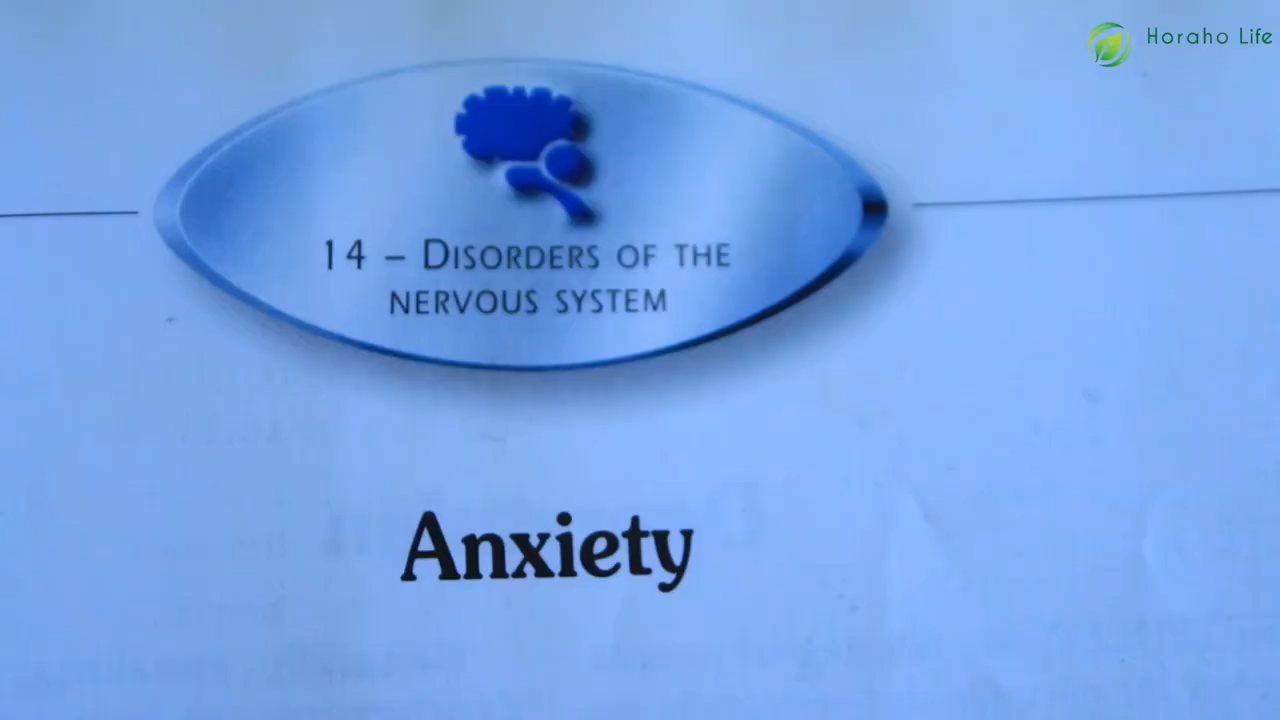 Horaho Life
14 – DISORDERS OF THE
NERVOUS SYSTEM
Anxiety